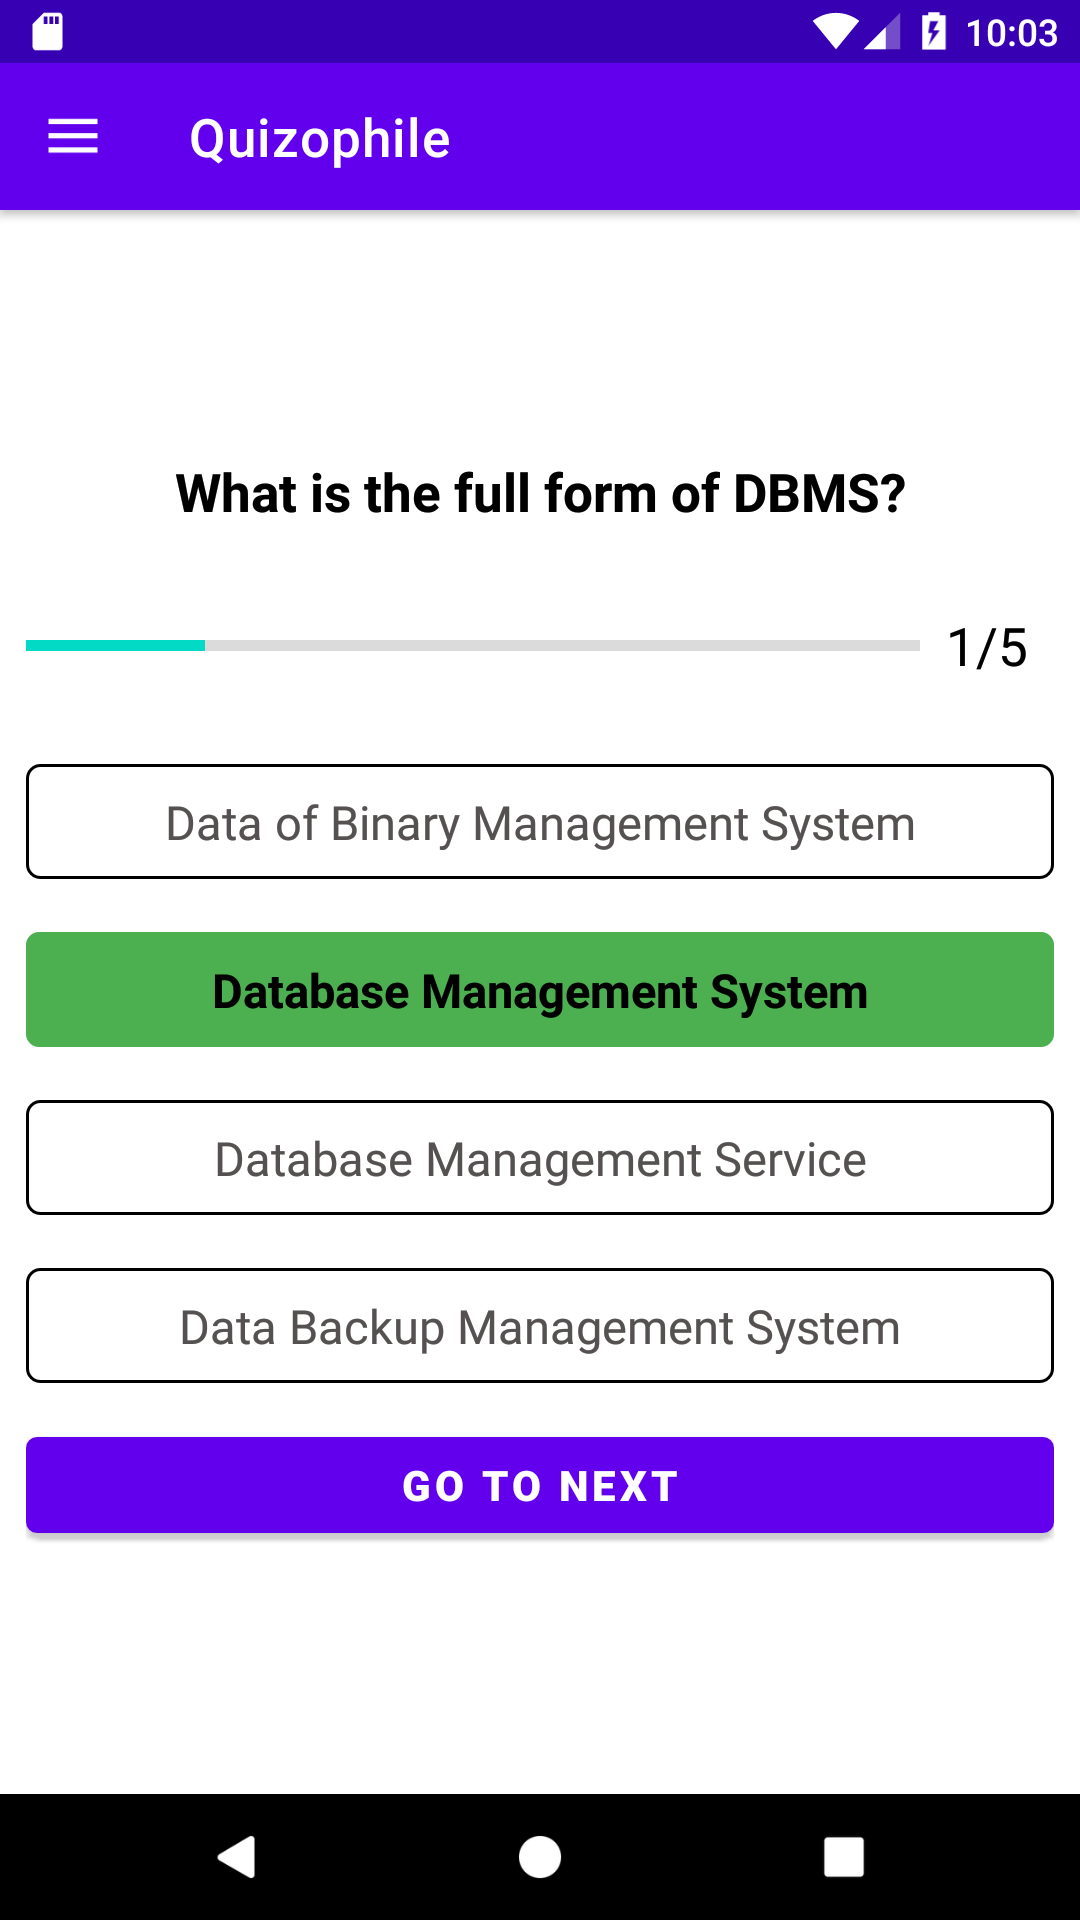 10:03
Quizophile
What is the full form of DBMS?
1/5
Data of Binary Management System
Database Management System
Database Management Service
Data Backup Management System
GO TO NEXT